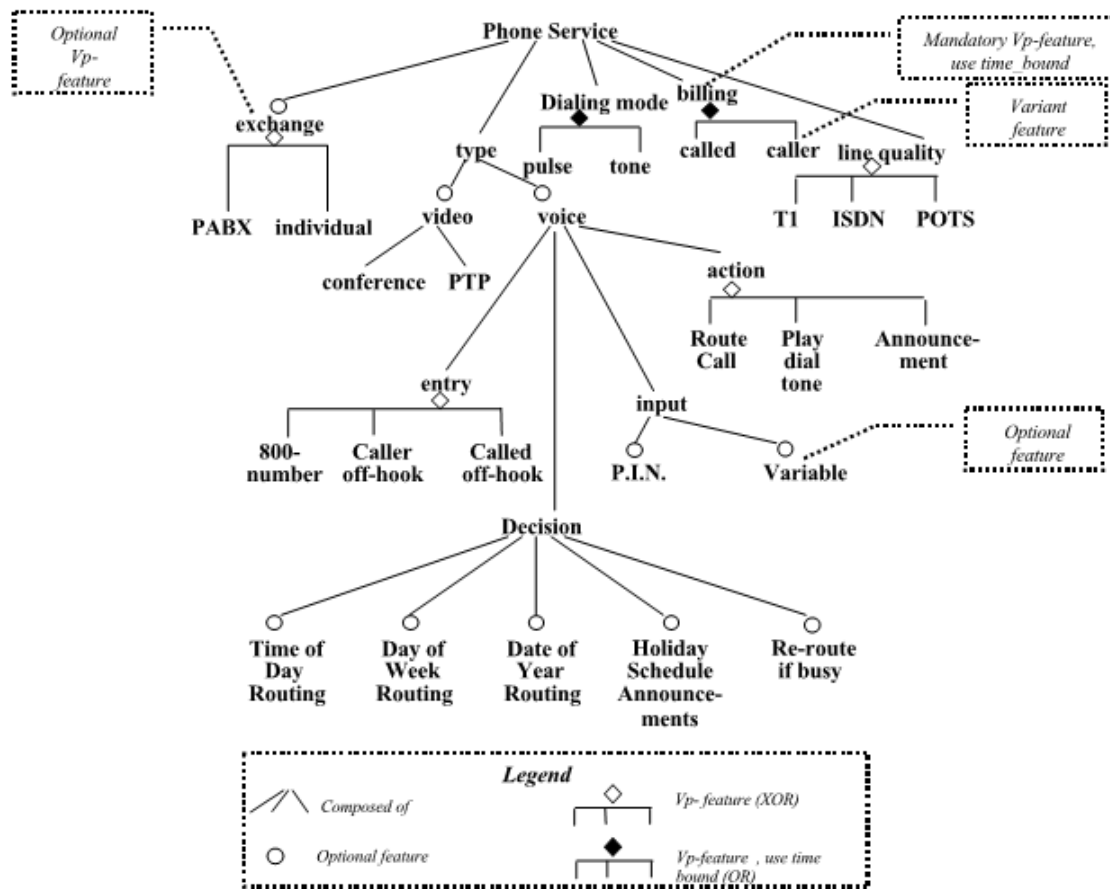 Optional
Vp-
feature
Phone Service
Mandatory Vp-feature,
use time_bound
Variant
feature
exchange
PABX
individual
type
video
conference
PTP
voice
Dialing mode
pulse
tone
billing
called
caller
line quality
T1
ISDN
POTS
action
Route
Call
Play
dial
tone
Announce-
ment
entry
800-
number
Caller
off-hook
Called
off-hook
input
P.I.N.
Variable
Optional
feature
Decision
Time of
Day
Routing
Day of
Week
Routing
Date of
Year
Routing
Holiday
Schedule
Announce-
ments
Re-route
if busy
Legend
Composed of
Optional feature
Vp- feature (XOR)
Vp-feature , use time
bound (OR)